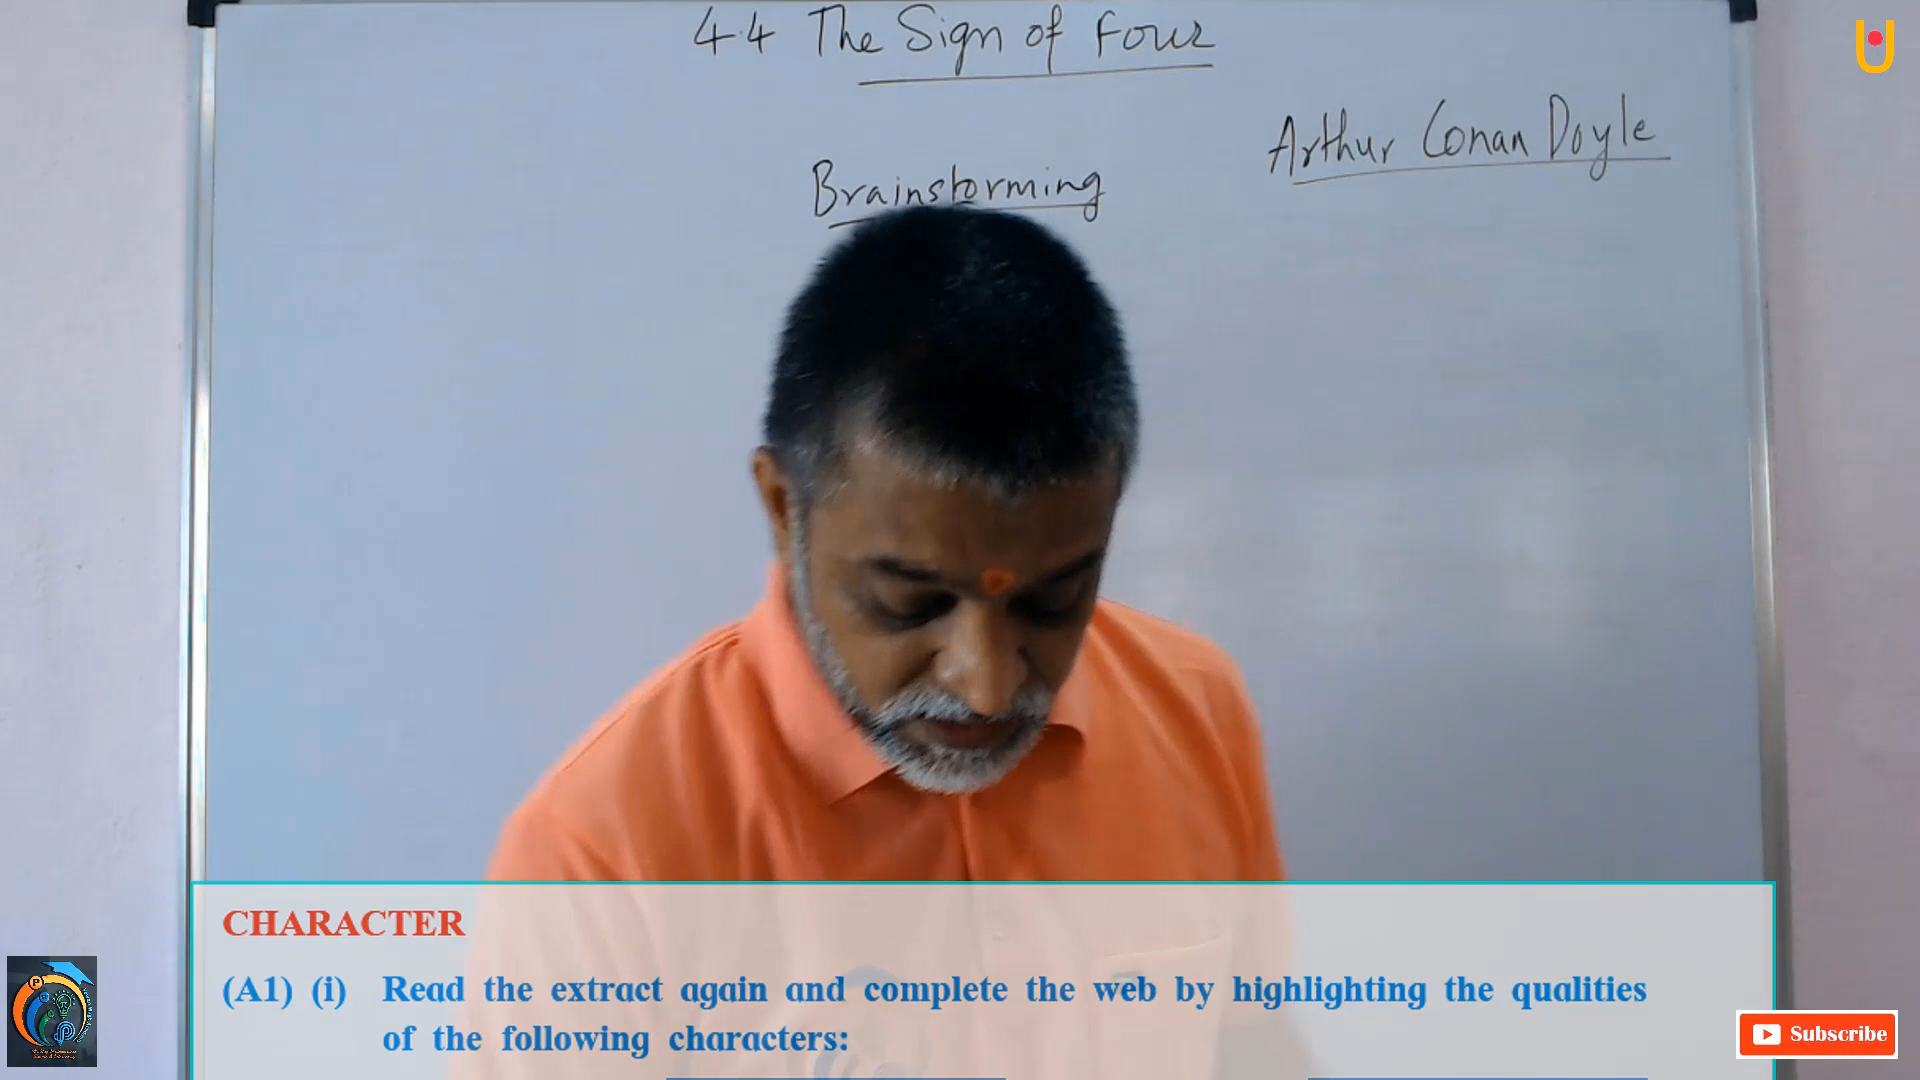 4.4 The Sign of Four
Arthur Conan Doyle
Brainstorming
CHARACTER
(A1) (i) Read the extract again and complete the web by highlighting the qualities
of the following characters:
Subscribe